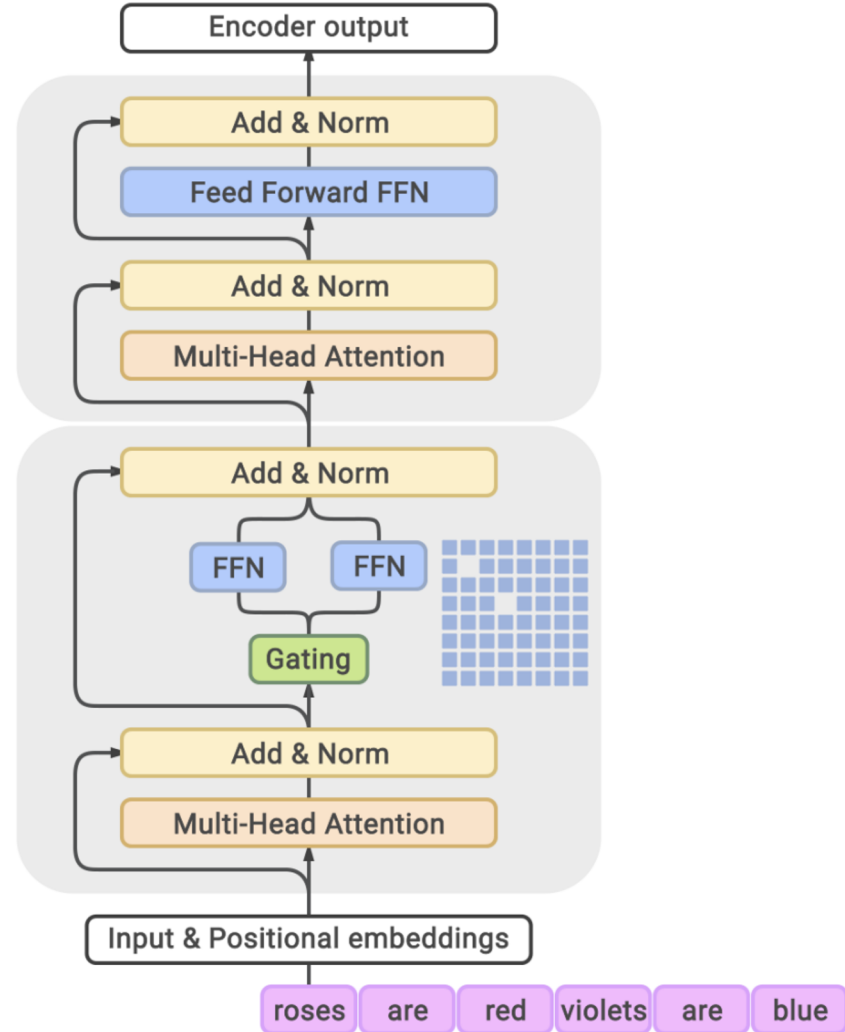 Encoder output
Add & Norm
Feed Forward FFN
Add & Norm
Multi-Head Attention
Add & Norm
FFN FFN
Gating
Add & Norm
Multi-Head Attention
Input & Positional embeddings
roses are red violets are blue